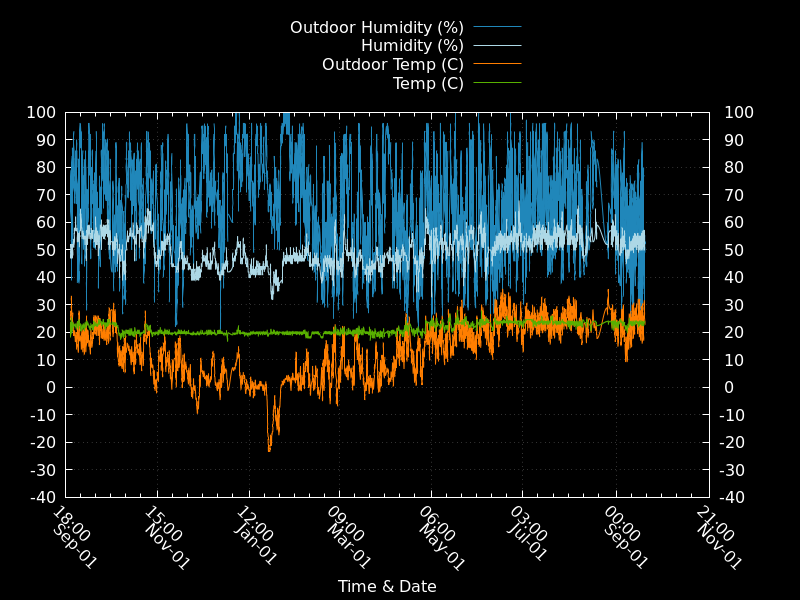 Outdoor Humidity (%)
Humidity (%)
Outdoor Temp (C)
Temp (C)
100 100
90 90
80 80
70 70
60 60
50 50
40 40
30 30
20 20
10 10
0 0
-10 -10
-20 -20
-30 -30
-40 -40
18:00 15:00 12:00 09:00 06:00 03:00 00:00 21:00
Sep-01 Nov-01 Jan-01 Mar-01 May-01 Jul-01 Sep-01 Nov-01
Time & Date